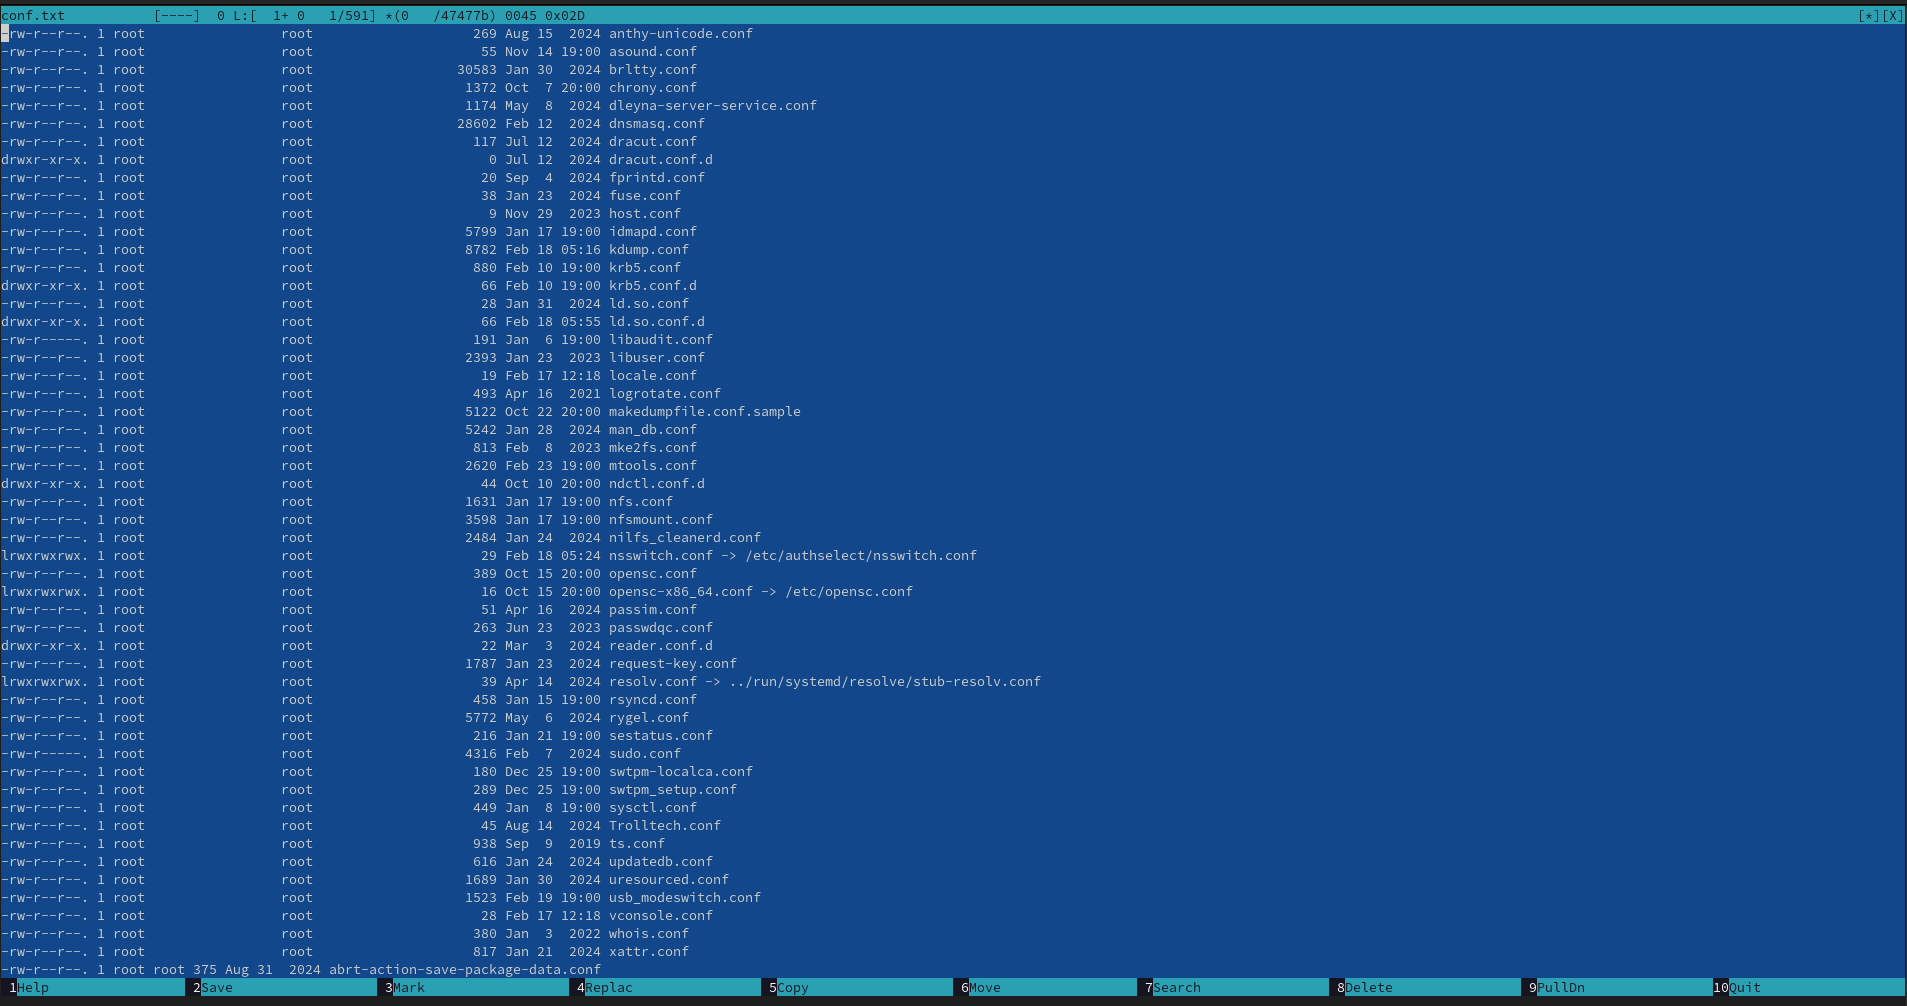 conf.txt           [----]  0 L:[  1+ 0   1/591] *(0   /47477b) 0045 0x02D                    [*][X]
-rw-r--r--. 1 root                 root                    269 Aug 15  2024 anthy-unicode.conf
-rw-r--r--. 1 root                 root                     55 Nov 14 19:00 asound.conf
-rw-r--r--. 1 root                 root                  30583 Jan 30  2024 brltty.conf
-rw-r--r--. 1 root                 root                   1372 Oct  7 20:00 chrony.conf
-rw-r--r--. 1 root                 root                   1174 May  8  2024 dleyna-server-service.conf
-rw-r--r--. 1 root                 root                  28602 Feb 12  2024 dnsmasq.conf
-rw-r--r--. 1 root                 root                    117 Jul 12  2024 dracut.conf
drwxr-xr-x. 1 root                 root                      0 Jul 12  2024 dracut.conf.d
-rw-r--r--. 1 root                 root                     20 Sep  4  2024 fprintd.conf
-rw-r--r--. 1 root                 root                     38 Jan 23  2024 fuse.conf
-rw-r--r--. 1 root                 root                      9 Nov 29  2023 host.conf
-rw-r--r--. 1 root                 root                   5799 Jan 17 19:00 idmapd.conf
-rw-r--r--. 1 root                 root                   8782 Feb 18 05:16 kdump.conf
-rw-r--r--. 1 root                 root                    880 Feb 10 19:00 krb5.conf
drwxr-xr-x. 1 root                 root                     66 Feb 10 19:00 krb5.conf.d
-rw-r--r--. 1 root                 root                     28 Jan 31  2024 ld.so.conf
drwxr-xr-x. 1 root                 root                     66 Feb 18 05:55 ld.so.conf.d
-rw-r-----. 1 root                 root                    191 Jan  6 19:00 libaudit.conf
-rw-r--r--. 1 root                 root                   2393 Jan 23  2023 libuser.conf
-rw-r--r--. 1 root                 root                     19 Feb 17 12:18 locale.conf
-rw-r--r--. 1 root                 root                    493 Apr 16  2021 logrotate.conf
-rw-r--r--. 1 root                 root                   5122 Oct 22 20:00 makedumpfile.conf.sample
-rw-r--r--. 1 root                 root                   5242 Jan 28  2024 man_db.conf
-rw-r--r--. 1 root                 root                    813 Feb  8  2023 mke2fs.conf
-rw-r--r--. 1 root                 root                   2620 Feb 23 19:00 mtools.conf
drwxr-xr-x. 1 root                 root                     44 Oct 10 20:00 ndctl.conf.d
-rw-r--r--. 1 root                 root                   1631 Jan 17 19:00 nfs.conf
-rw-r--r--. 1 root                 root                   3598 Jan 17 19:00 nfsmount.conf
-rw-r--r--. 1 root                 root                   2484 Jan 24  2024 nilfs_cleanerd.conf
lrwxrwxrwx. 1 root                 root                     29 Feb 18 05:24 nsswitch.conf -> /etc/authselect/nsswitch.conf
-rw-r--r--. 1 root                 root                    389 Oct 15 20:00 opensc.conf
lrwxrwxrwx. 1 root                 root                     16 Oct 15 20:00 opensc-x86_64.conf -> /etc/opensc.conf
-rw-r--r--. 1 root                 root                     51 Apr 16  2024 passim.conf
-rw-r--r--. 1 root                 root                    263 Jun 23  2023 passwdqc.conf
drwxr-xr-x. 1 root                 root                     22 Mar  3  2024 reader.conf.d
-rw-r--r--. 1 root                 root                   1787 Jan 23  2024 request-key.conf
lrwxrwxrwx. 1 root                 root                     39 Apr 14  2024 resolv.conf -> ../run/systemd/resolve/stub-resolv.conf
-rw-r--r--. 1 root                 root                    458 Jan 15 19:00 rsyncd.conf
-rw-r--r--. 1 root                 root                   5772 May  6  2024 rygel.conf
-rw-r--r--. 1 root                 root                    216 Jan 21 19:00 sestatus.conf
-rw-r-----. 1 root                 root                   4316 Feb  7  2024 sudo.conf
-rw-r--r--. 1 root                 root                    180 Dec 25 19:00 swtpm-localca.conf
-rw-r--r--. 1 root                 root                    289 Dec 25 19:00 swtpm_setup.conf
-rw-r--r--. 1 root                 root                    449 Jan  8 19:00 sysctl.conf
-rw-r--r--. 1 root                 root                     45 Aug 14  2024 Trolltech.conf
-rw-r--r--. 1 root                 root                    938 Sep  9  2019 ts.conf
-rw-r--r--. 1 root                 root                    616 Jan 24  2024 updatedb.conf
-rw-r--r--. 1 root                 root                   1689 Jan 30  2024 uresourced.conf
-rw-r--r--. 1 root                 root                   1523 Feb 19 19:00 usb_modeswitch.conf
-rw-r--r--. 1 root                 root                     28 Feb 17 12:18 vconsole.conf
-rw-r--r--. 1 root                 root                    380 Jan  3  2022 whois.conf
-rw-r--r--. 1 root                 root                    817 Jan 21  2024 xattr.conf
-rw-r--r--. 1 root root 375 Aug 31  2024 abrt-action-save-package-data.conf
1Help 2Save 3Mark 4Replac 5Copy 6Move 7Search 8Delete 9PullDn 10Quit